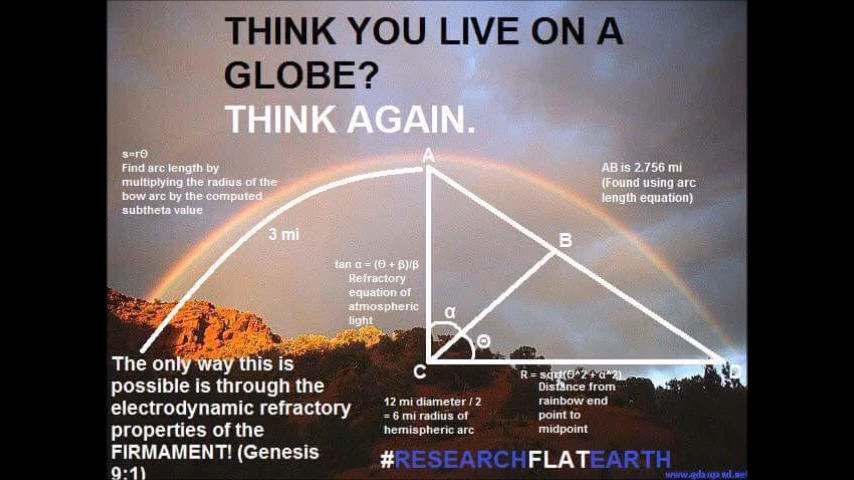 THINK YOU LIVE ON A
GLOBE?
THINK AGAIN.
s=rΘ
Find arc length by
multiplying the radius of the
bow arc by the computed
subtheta value
A
AB is 2.756 mi
(Found using arc
length equation)
3 mi
B
tan α = (Θ + β)/β
Refractory
equation of
atmospheric
light
α
Θ
C
D
The only way this is
possible is through the
electrodynamic refractory
properties of the
FIRMAMENT! (Genesis
9:1)
12 mi diameter / 2
= 6 mi radius of
hemispheric arc
R = sqrt(Θ^2 + α^2)
Distance from
rainbow end
point to
midpoint
#RESEARCHFLATEARTH